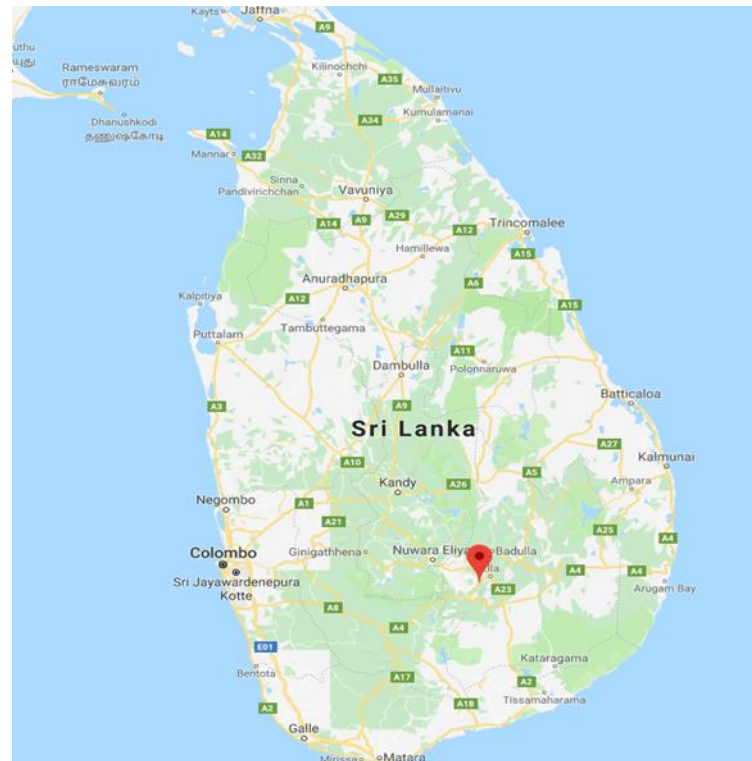 Kayts
Jaffna
A9
Kilinochchi
Rameswaram
ராமேசுவரம்
A35
Mullaitivu
Kumulamanai
Dhanushkodi
தனுஷ்கோடி
A34
A14
Mannar
A32
Sinna
Pandivirichchan
Vavuniya
A14
A9
A29
A12
Trincomalee
Hamillewa
A15
Anuradhapura
A6
Kalpitiya
A12
A15
Tambuttegama
Puttalam
A11
Polonnaruwa
Dambulla
Batticaloa
A3
A9
Sri Lanka
A27
A10
Kalmunai
A5
Kandy
A26
Ampara
Negombo
A1
A21
A25
A4
Colombo
Ginigathhena
Nuwara Eliya
Badulla
Sri Jayawardenepura
Kotte
A4
A4
A23
Arugam Bay
A8
A4
E01
Kataragama
Bentota
A17
A2
Tissamaharama
A2
A18
Galle
Mirissa
Matara